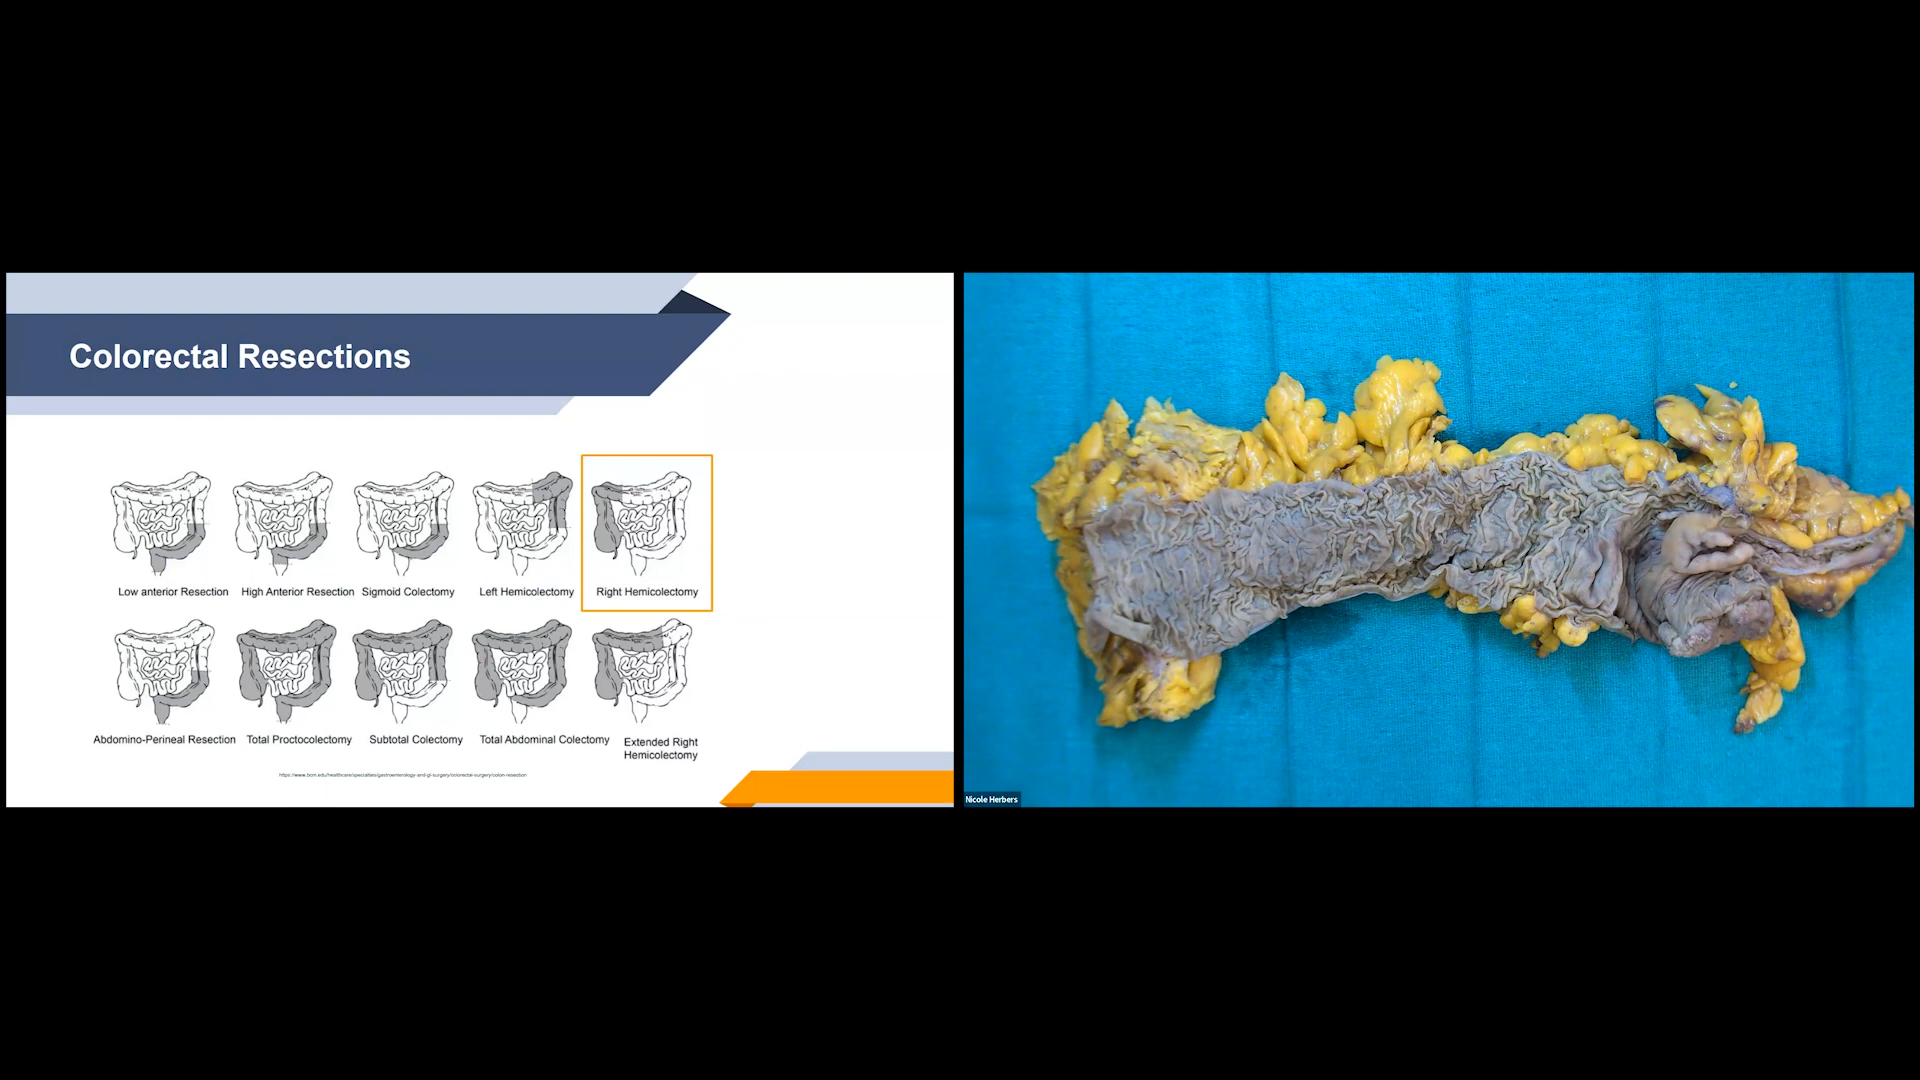 Colorectal Resections
Low anterior Resection
High Anterior Resection
Sigmoid Colectomy
Left Hemicolectomy
Right Hemicolectomy
Abdomino-Perineal Resection
Total Proctocolectomy
Subtotal Colectomy
Total Abdominal Colectomy
Extended Right
Hemicolectomy
https://www.bcm.edu/healthcare/specialties/gastroenterology-and-gi-surgery/colorectal-surgery/colon-resection
Nicole Herbers